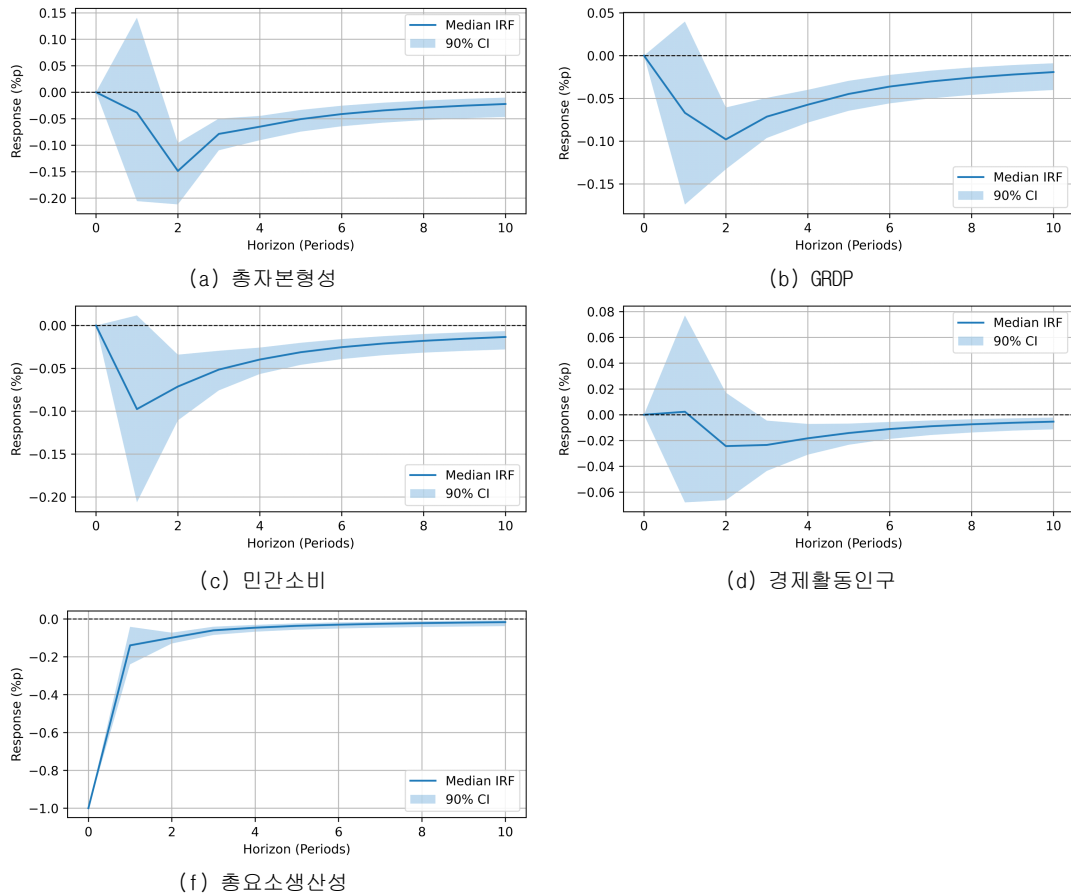 0.15
0.10
0.05
0.00
−0.05
−0.10
−0.15
−0.20
Response (%p)
0 2 4 6 8 10
Horizon (Periods)
Median IRF
90% CI
(a) 총자본형성
0.05
0.00
−0.05
−0.10
−0.15
Response (%p)
0 2 4 6 8 10
Horizon (Periods)
Median IRF
90% CI
(b) GRDP
0.00
−0.05
−0.10
−0.15
−0.20
Response (%p)
0 2 4 6 8 10
Horizon (Periods)
Median IRF
90% CI
(c) 민간소비
0.08
0.06
0.04
0.02
0.00
−0.02
−0.04
−0.06
Response (%p)
0 2 4 6 8 10
Horizon (Periods)
Median IRF
90% CI
(d) 경제활동인구
0.0
−0.2
−0.4
−0.6
−0.8
−1.0
Response (%p)
0 2 4 6 8 10
Horizon (Periods)
Median IRF
90% CI
(f) 총요소생산성